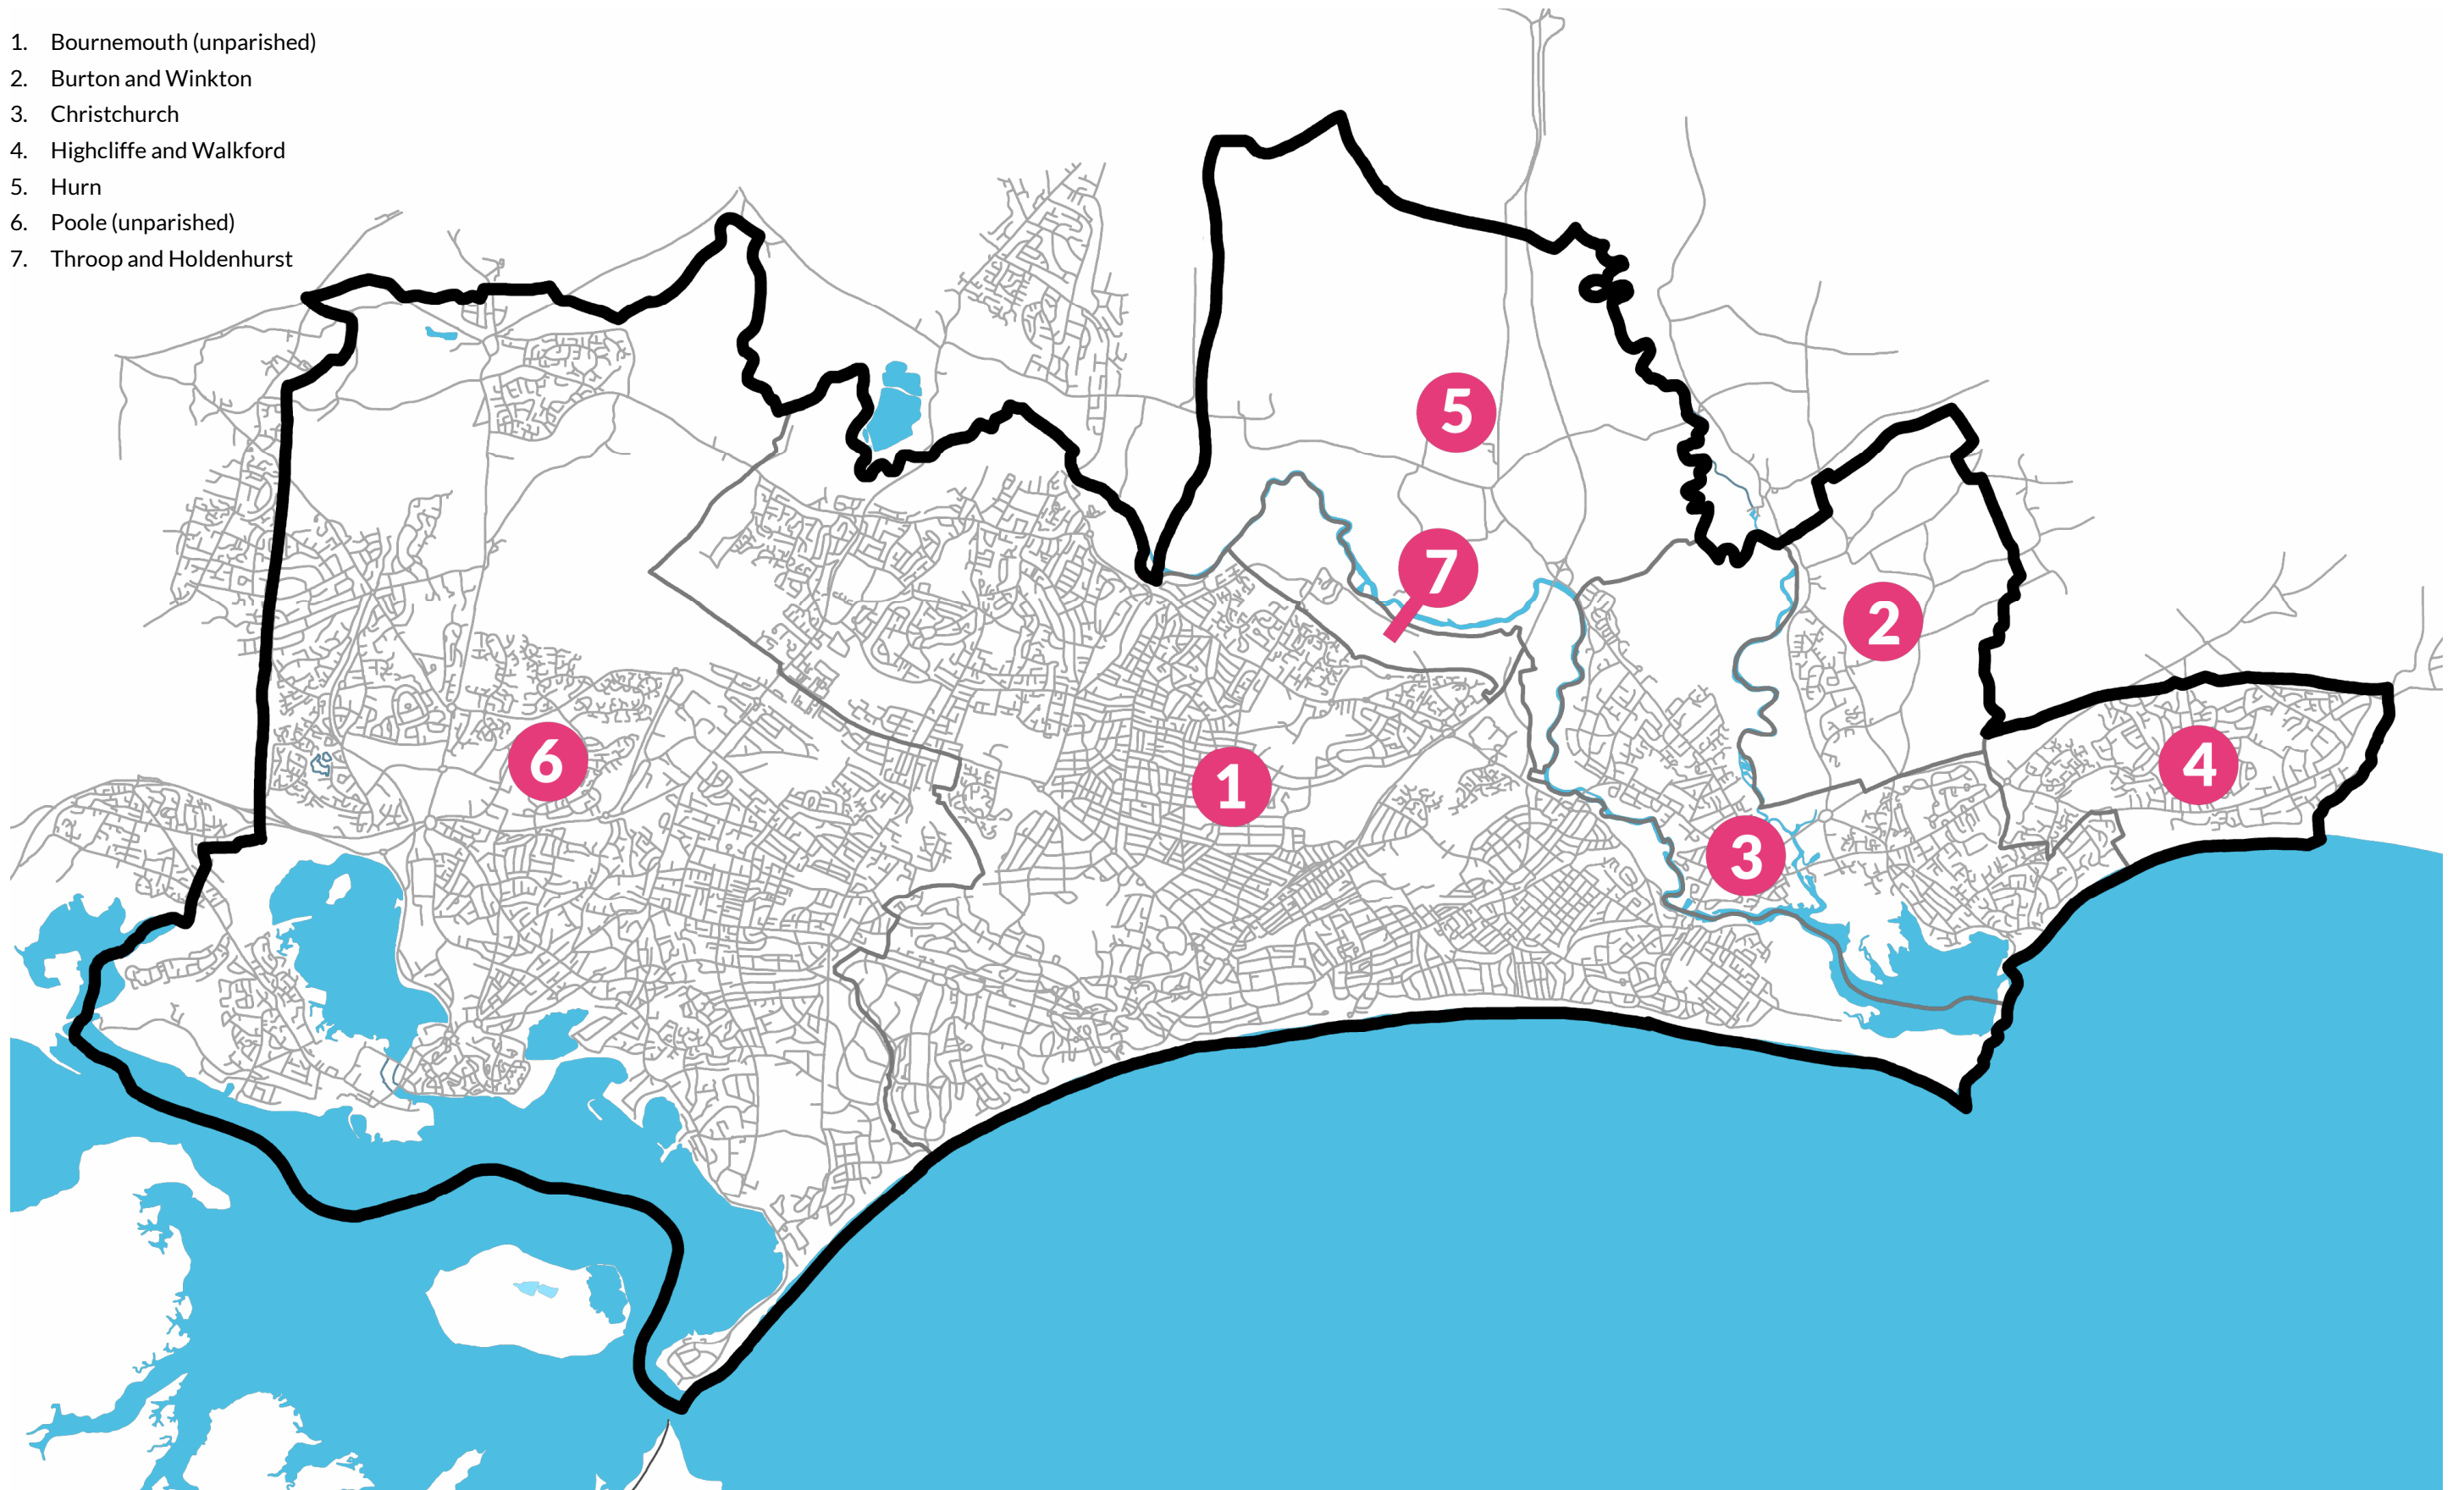 1. Bournemouth (unparished)
2. Burton and Winkton
3. Christchurch
4. Highcliffe and Walkford
5. Hurn
6. Poole (unparished)
7. Throop and Holdenhurst
5
7
2
6
1
4
3